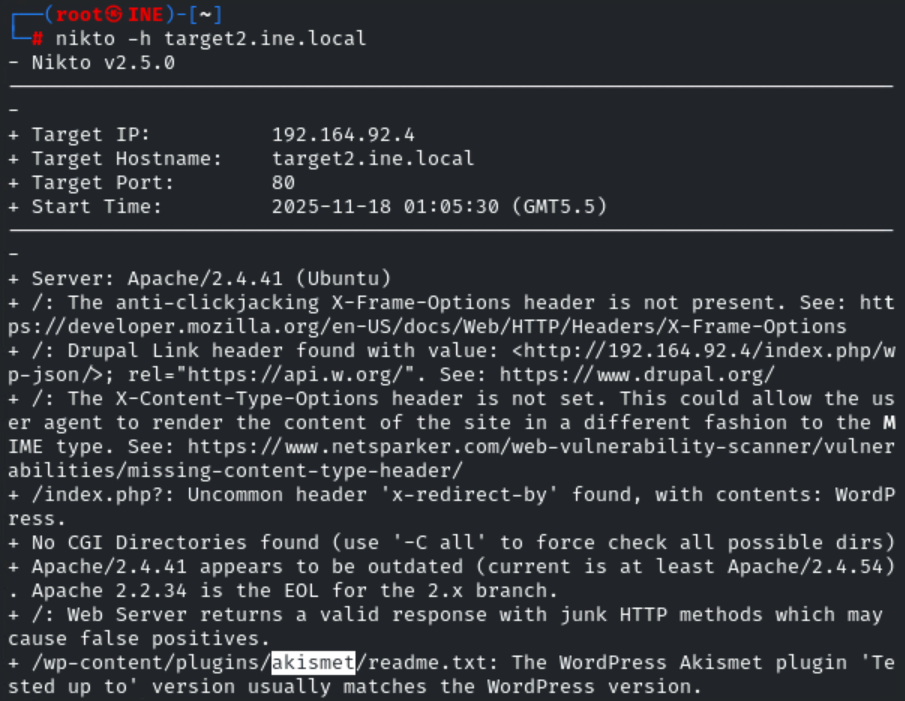 ┌──(root㉿INE)-[~]
└─# nikto -h target2.ine.local
- Nikto v2.5.0
-
+ Target IP: 192.164.92.4
+ Target Hostname: target2.ine.local
+ Target Port: 80
+ Start Time: 2025-11-18 01:05:30 (GMT5.5)
-
+ Server: Apache/2.4.41 (Ubuntu)
+ /: The anti-clickjacking X-Frame-Options header is not present. See: htt
ps://developer.mozilla.org/en-US/docs/Web/HTTP/Headers/X-Frame-Options
+ /: Drupal Link header found with value: <http://192.164.92.4/index.php/w
p-json/>; rel="https://api.w.org/". See: https://www.drupal.org/
+ /: The X-Content-Type-Options header is not set. This could allow the us
er agent to render the content of the site in a different fashion to the M
IME type. See: https://www.netsparker.com/web-vulnerability-scanner/vulner
abilities/missing-content-type-header/
+ /index.php?: Uncommon header 'x-redirect-by' found, with contents: WordP
ress.
+ No CGI Directories found (use '-C all' to force check all possible dirs)
+ Apache/2.4.41 appears to be outdated (current is at least Apache/2.4.54)
. Apache 2.2.34 is the EOL for the 2.x branch.
+ /: Web Server returns a valid response with junk HTTP methods which may
cause false positives.
+ /wp-content/plugins/akismet/readme.txt: The WordPress Akismet plugin 'Te
sted up to' version usually matches the WordPress version.